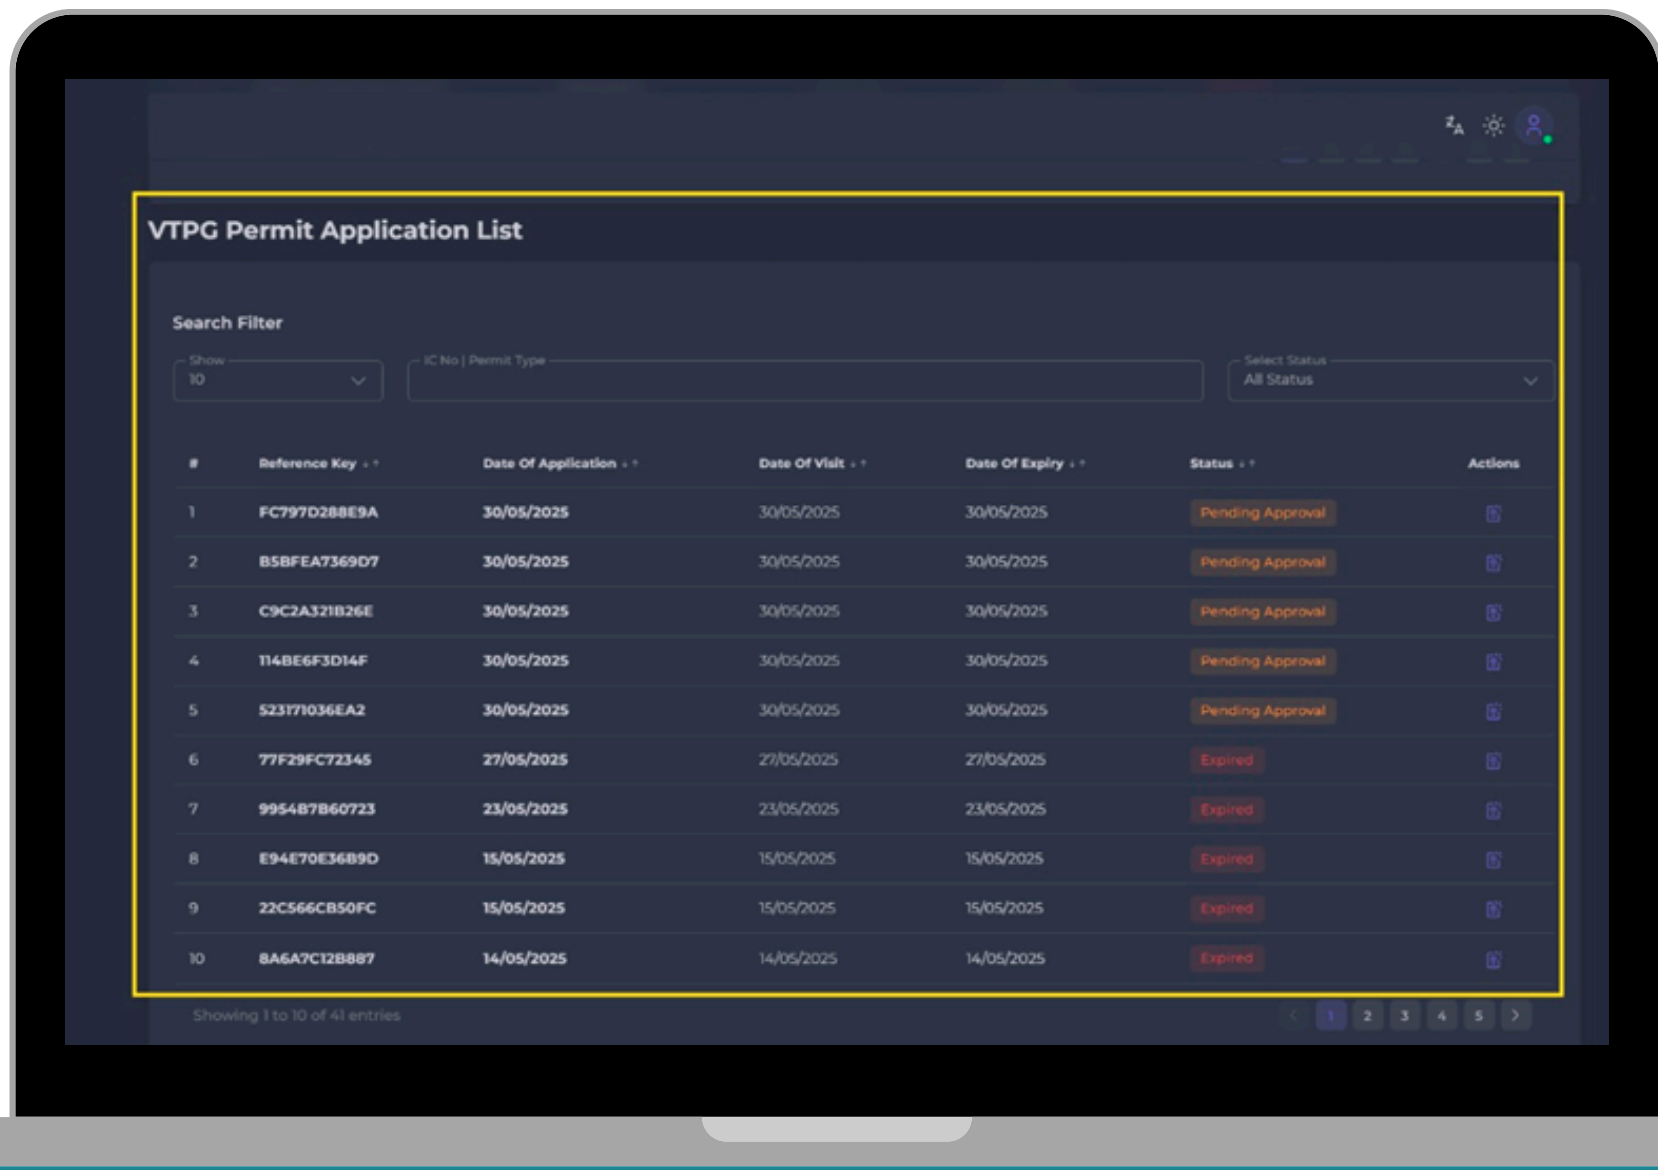 VTPG Permit Application List
Search Filter
Show
10
IC No | Permit Type
Select Status
All Status
# Reference Key Date Of Application Date Of Visit Date Of Expiry Status Actions
1 FC797D288E9A 30/05/2025 30/05/2025 30/05/2025 Pending Approval
2 B5BFEA7369D7 30/05/2025 30/05/2025 30/05/2025 Pending Approval
3 C9C2A321B26E 30/05/2025 30/05/2025 30/05/2025 Pending Approval
4 114BE6F3D14F 30/05/2025 30/05/2025 30/05/2025 Pending Approval
5 523171036EA2 30/05/2025 30/05/2025 30/05/2025 Pending Approval
6 77F29FC72345 27/05/2025 27/05/2025 27/05/2025 Expired
7 9954B7B60723 23/05/2025 23/05/2025 23/05/2025 Expired
8 E94E70E36B9D 15/05/2025 15/05/2025 15/05/2025 Expired
9 22C566CB50FC 15/05/2025 15/05/2025 15/05/2025 Expired
10 8A6A7C12B887 14/05/2025 14/05/2025 14/05/2025 Expired
Showing 1 to 10 of 41 entries
1 2 3 4 5